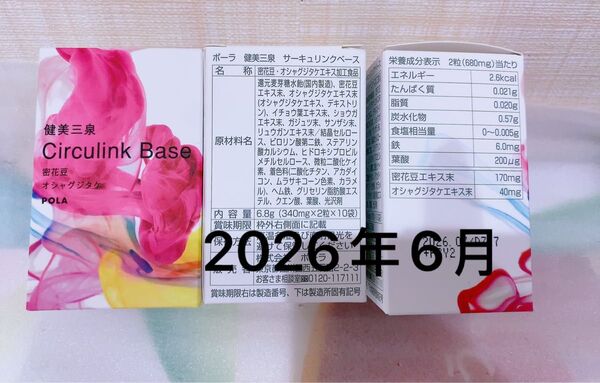 健美三泉
Circulink Base
密花豆
オシャグジタケ
POLA
ポーラ 健美三泉 サーキュリンクベース
名称 密花豆・オシャグジタケエキス加工食品
原材料名 還元麦芽糖水飴(国内製造)、密花豆
エキス末、オシャグジタケエキス末
(オシャグジタケエキス、デキストリ
ン)、イチョウ葉エキス末、ショウガ
エキス末、ガジュツ末、サンザシ末、
リュウガンエキス末/結晶セルロー
ス、ピロリン酸第二鉄、ステアリン
酸カルシウム、ヒドロキシプロピル
メチルセルロース、微粒二酸化ケイ
素、着色料(二酸化チタン、アカダイ
コン、ムラサキコーン色素、カラメ
ル)、ヘム鉄、グリセリン脂肪酸エス
テル、クエン酸、葉酸、光沢剤
内容量 6.8g (340mg×2粒×10袋)
賞味期限 枠外右側面に記載
お客さま相談室 0120-117111
賞味期限右は製造番号、下は製造所固有記号
栄養成分表示 2粒(680mg)当たり
エネルギー 2.6kcal
たんぱく質 0.021g
脂質 0.020g
炭水化物 0.57g
食塩相当量 0〜0.005g
鉄 6.0mg
葉酸 200μg
密花豆エキス末 170mg
オシャグジタケエキス末 40mg
2026年6月